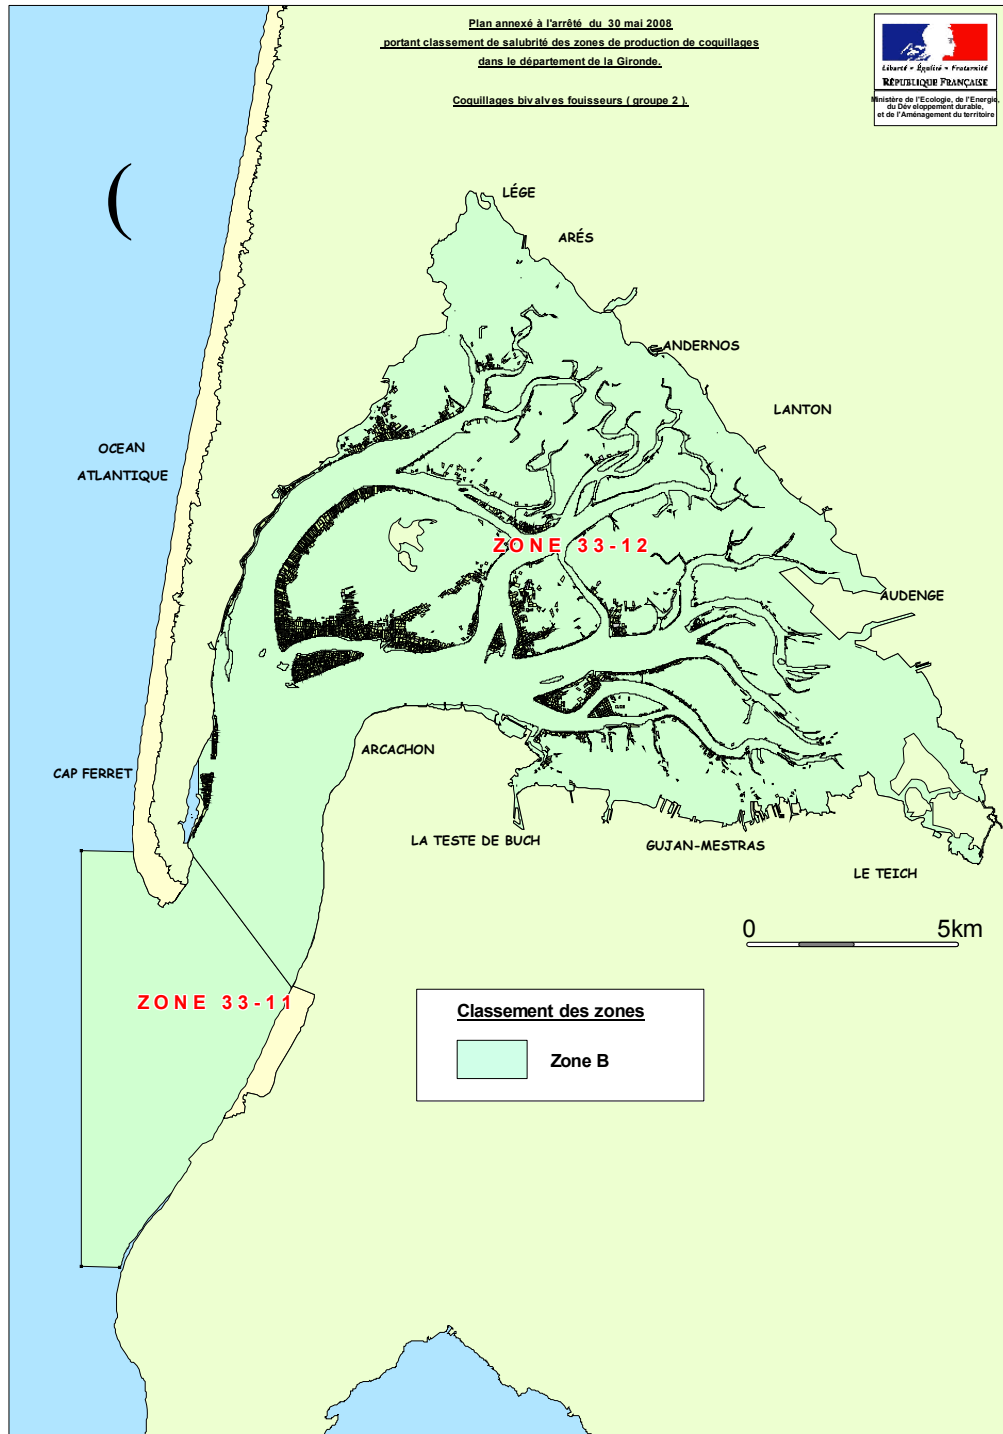 Plan annexé à l'arrêté du 30 mai 2008
portant classement de salubrité des zones de production de coquillages
dans le département de la Gironde.
Coquillages bivalves fouisseurs ( groupe 2 ).
Liberté • Égalité • Fraternité
RÉPUBLIQUE FRANÇAISE
Ministère de l'Ecologie, de l'Energie,
du Développement durable,
et de l'Aménagement du territoire
(
LÉGE
ARÉS
ANDERNOS
LANTON
OCEAN
ATLANTIQUE
ZONE 33-12
AUDENGE
ARCACHON
CAP FERRET
LA TESTE DE BUCH
GUJAN-MESTRAS
LE TEICH
0 5km
ZONE 33-11
Classement des zones
Zone B